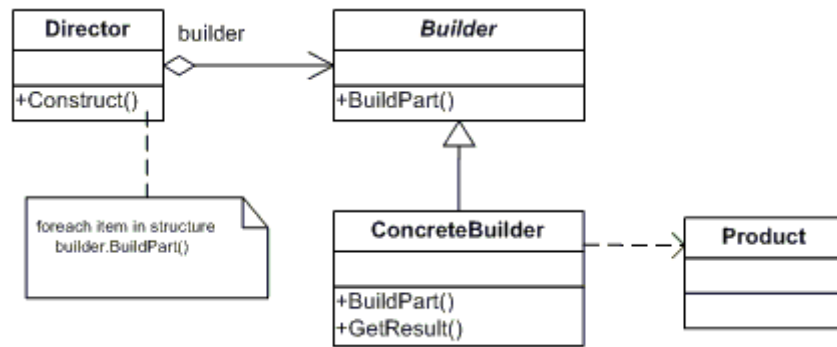 Director
builder
Builder
+Construct()
+BuildPart()
foreach item in structure
builder.BuildPart()
ConcreteBuilder
Product
+BuildPart()
+GetResult()